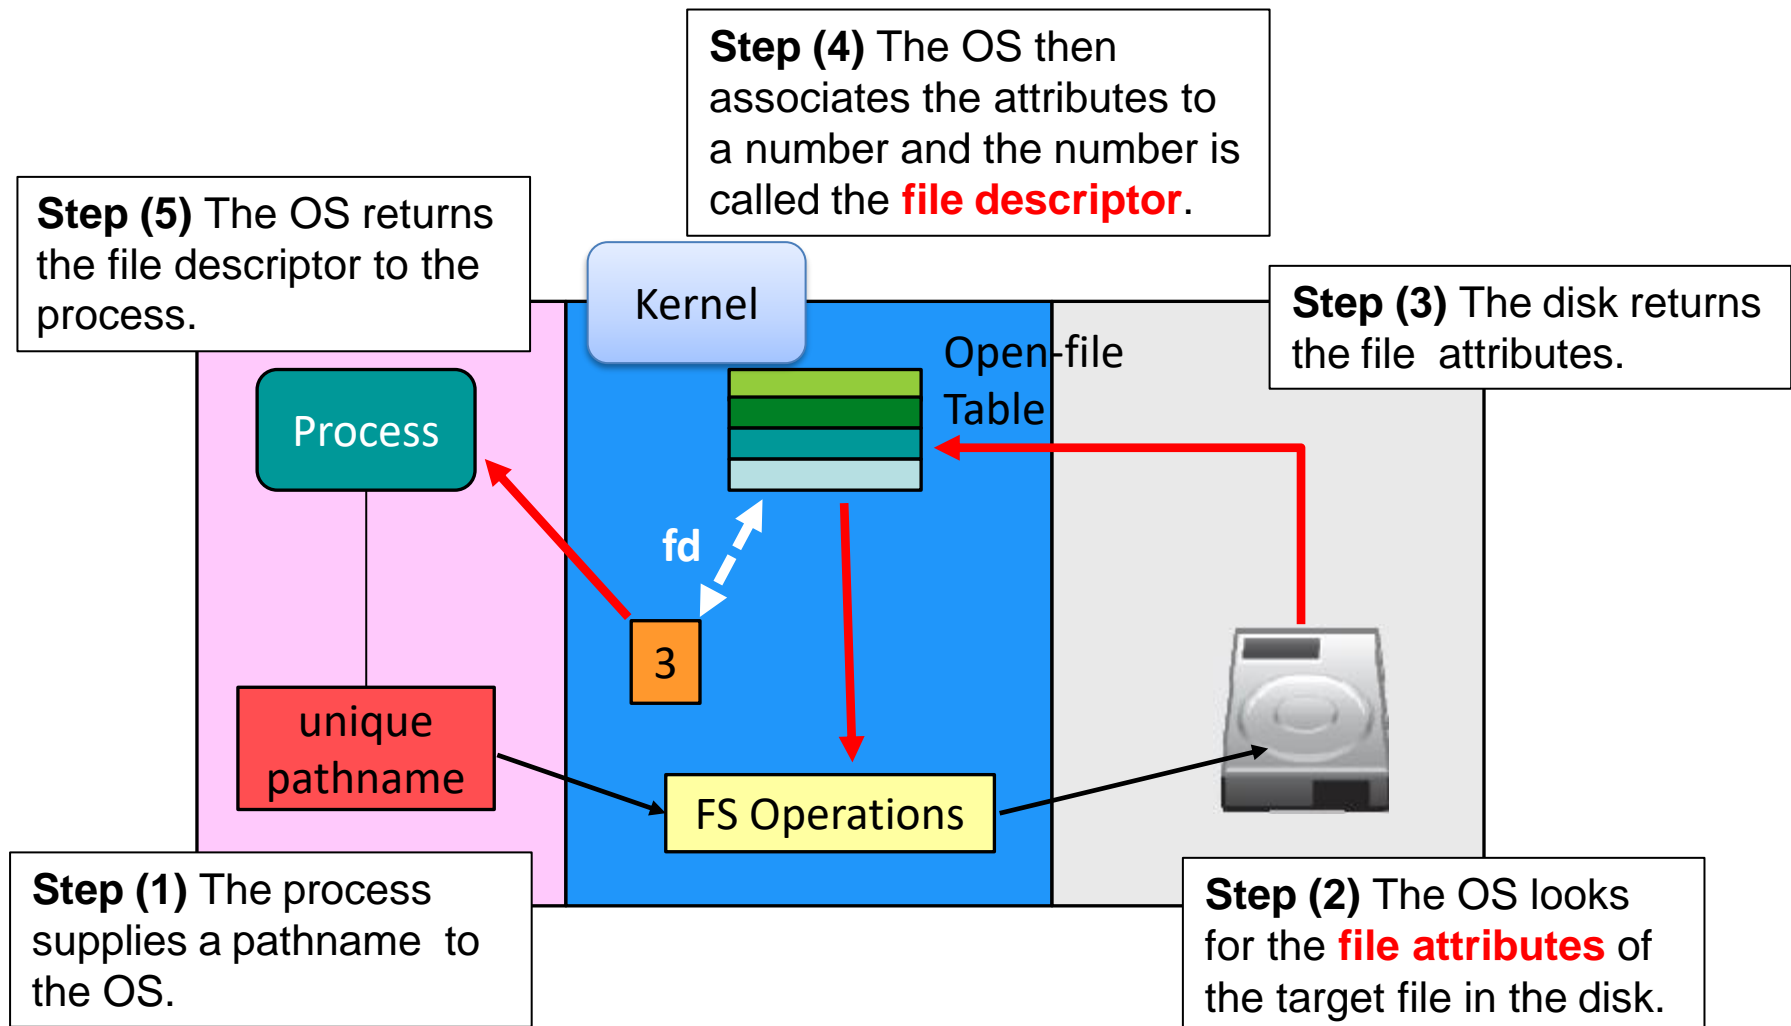 Step (4) The OS then
associates the attributes to
a number and the number is
called the file descriptor.
Step (5) The OS returns
the file descriptor to the
process.
Kernel
Step (3) The disk returns
the file attributes.
Open-file
Table
Process
fd
3
unique
pathname
FS Operations
Step (1) The process
supplies a pathname to
the OS.
Step (2) The OS looks
for the file attributes of
the target file in the disk.